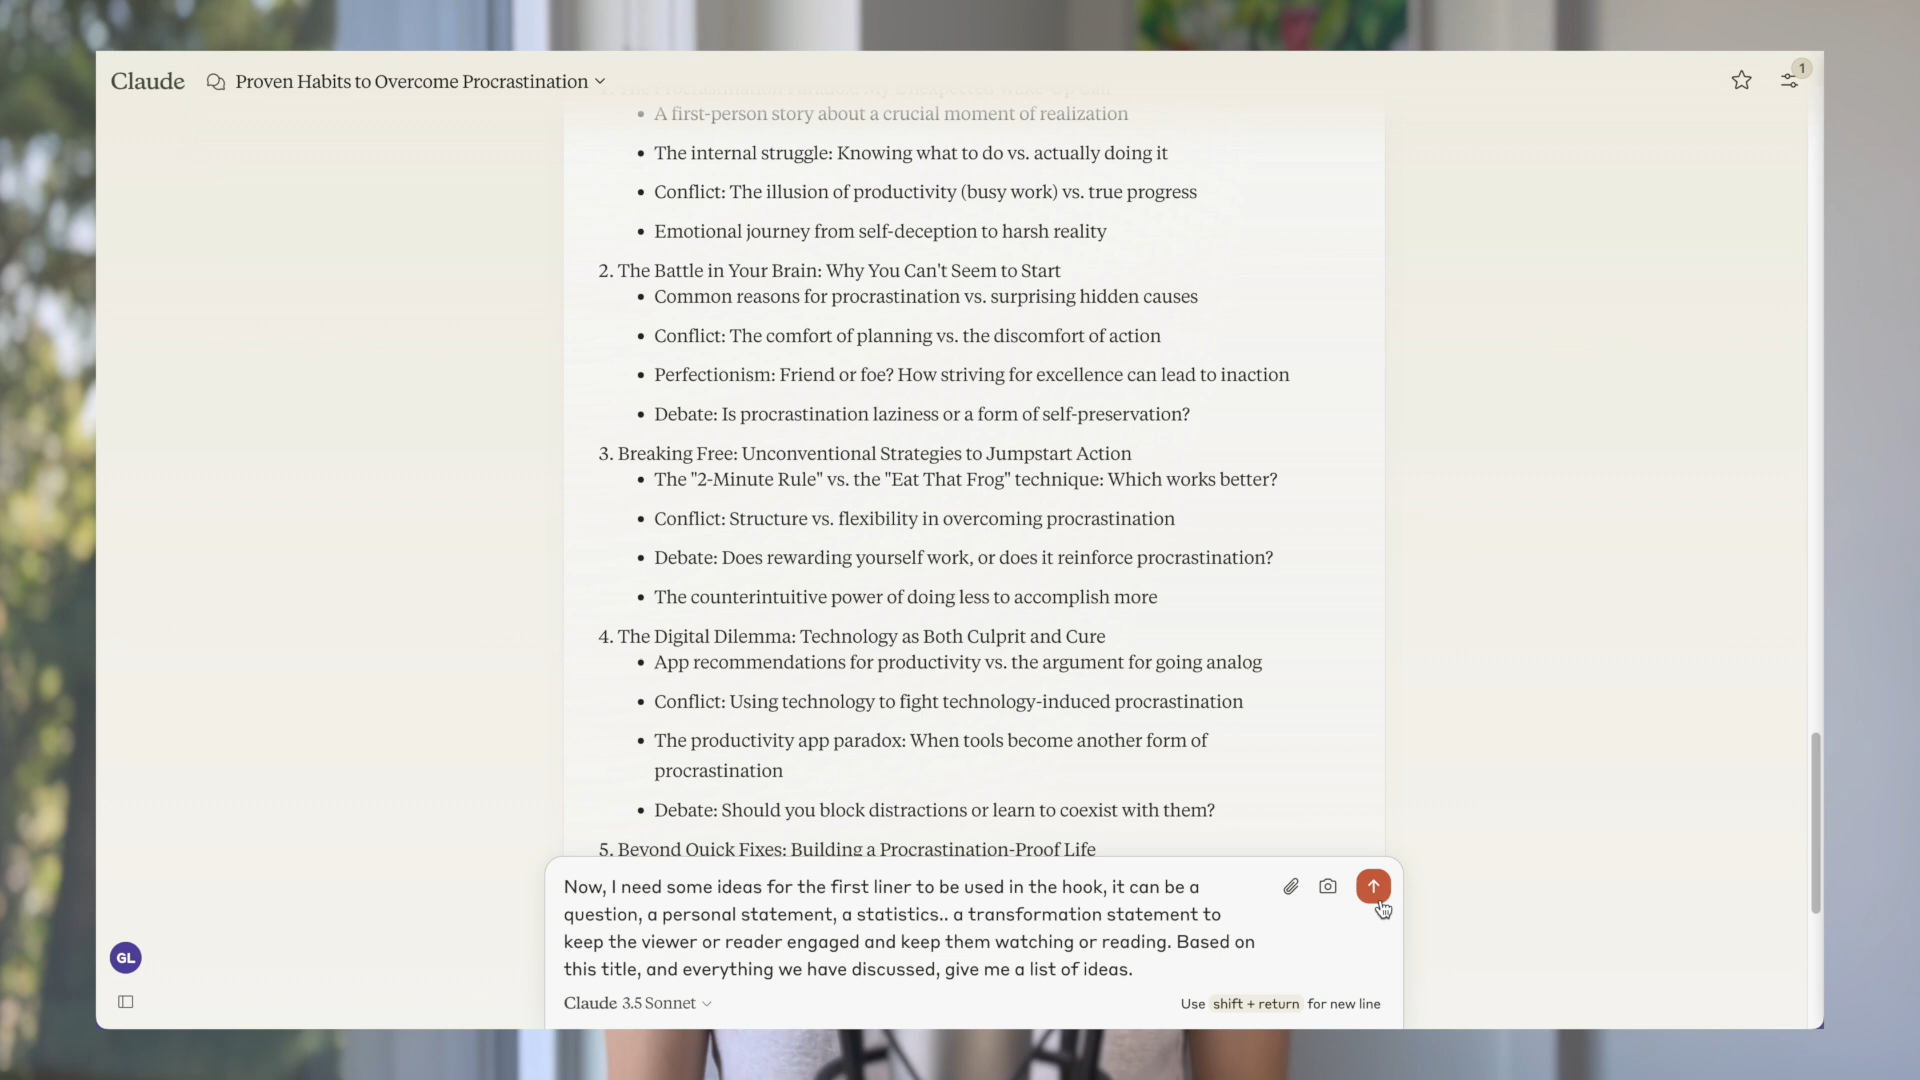 Claude
Proven Habits to Overcome Procrastination
1
A first-person story about a crucial moment of realization
The internal struggle: Knowing what to do vs. actually doing it
Conflict: The illusion of productivity (busy work) vs. true progress
Emotional journey from self-deception to harsh reality
2. The Battle in Your Brain: Why You Can't Seem to Start
Common reasons for procrastination vs. surprising hidden causes
Conflict: The comfort of planning vs. the discomfort of action
Perfectionism: Friend or foe? How striving for excellence can lead to inaction
Debate: Is procrastination laziness or a form of self-preservation?
3. Breaking Free: Unconventional Strategies to Jumpstart Action
The "2-Minute Rule" vs. the "Eat That Frog" technique: Which works better?
Conflict: Structure vs. flexibility in overcoming procrastination
Debate: Does rewarding yourself work, or does it reinforce procrastination?
The counterintuitive power of doing less to accomplish more
4. The Digital Dilemma: Technology as Both Culprit and Cure
App recommendations for productivity vs. the argument for going analog
Conflict: Using technology to fight technology-induced procrastination
The productivity app paradox: When tools become another form of
procrastination
Debate: Should you block distractions or learn to coexist with them?
5. Beyond Quick Fixes: Building a Procrastination-Proof Life
Now, I need some ideas for the first liner to be used in the hook, it can be a
question, a personal statement, a statistics.. a transformation statement to
keep the viewer or reader engaged and keep them watching or reading. Based on
this title, and everything we have discussed, give me a list of ideas.
GL
Claude 3.5 Sonnet
Use shift + return for new line